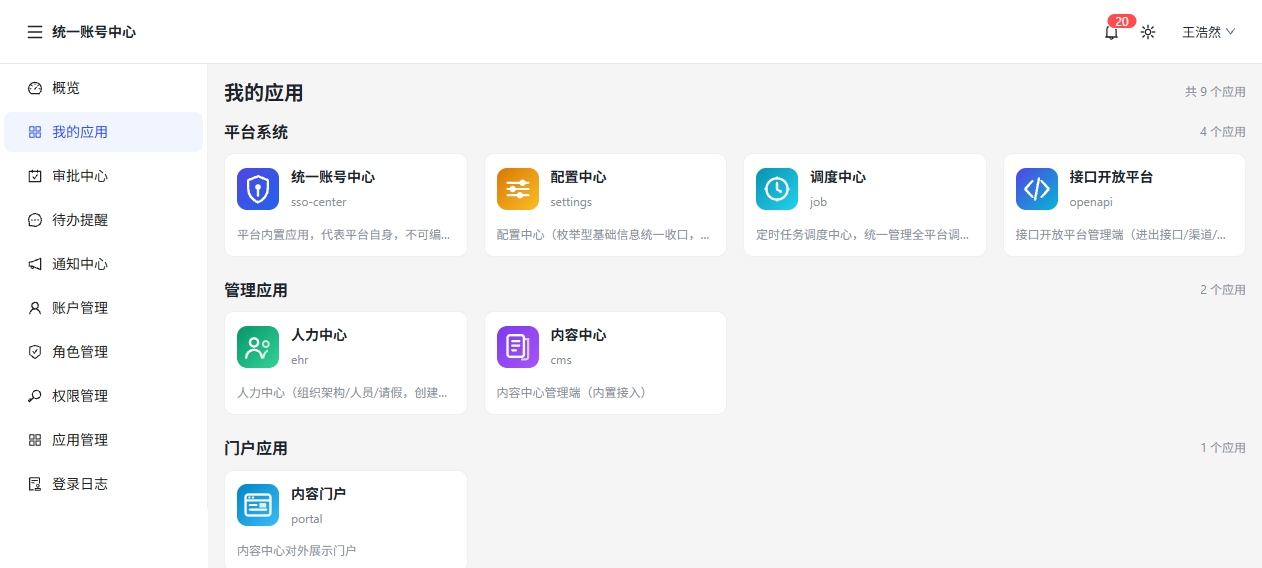 统一账号中心
20
王浩然
概览
我的应用
审批中心
待办提醒
通知中心
账户管理
角色管理
权限管理
应用管理
登录日志
我的应用
共 9 个应用
平台系统
4 个应用
统一账号中心
sso-center
平台内置应用，代表平台自身，不可编...
配置中心
settings
配置中心（枚举型基础信息统一收口，...
调度中心
job
定时任务调度中心，统一管理全平台调...
接口开放平台
openapi
接口开放平台管理端（进出接口/渠道/...
管理应用
2 个应用
人力中心
ehr
人力中心（组织架构/人员/请假，创建...
内容中心
cms
内容中心管理端（内置接入）
门户应用
1 个应用
内容门户
portal
内容中心对外展示门户